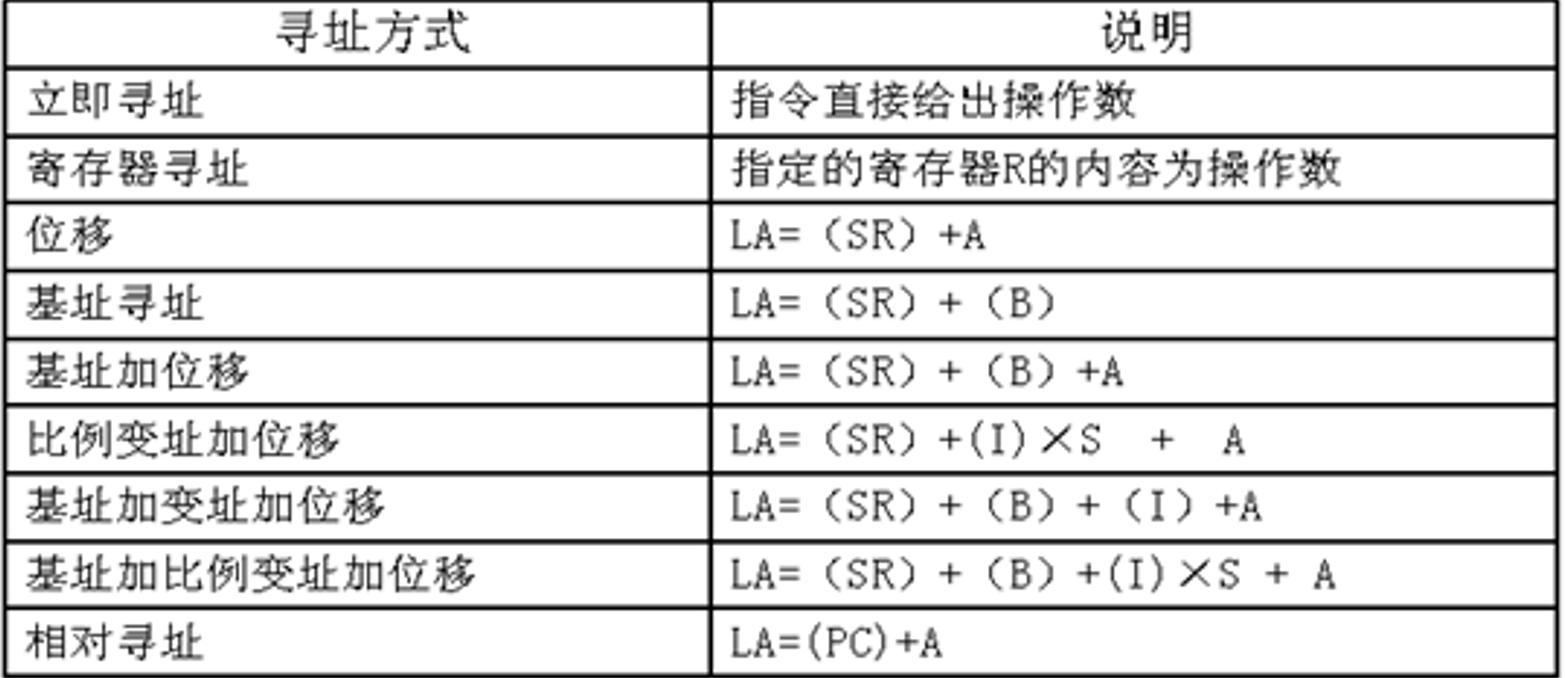 寻址方式 说明
立即寻址 指令直接给出操作数
寄存器寻址 指定的寄存器R的内容为操作数
位移 LA=（SR）+A
基址寻址 LA=（SR）+（B）
基址加位移 LA=（SR）+（B）+A
比例变址加位移 LA=（SR）+(I)×S + A
基址加变址加位移 LA=（SR）+（B）+（I）+A
基址加比例变址加位移 LA=（SR）+（B）+(I)×S + A
相对寻址 LA=(PC)+A